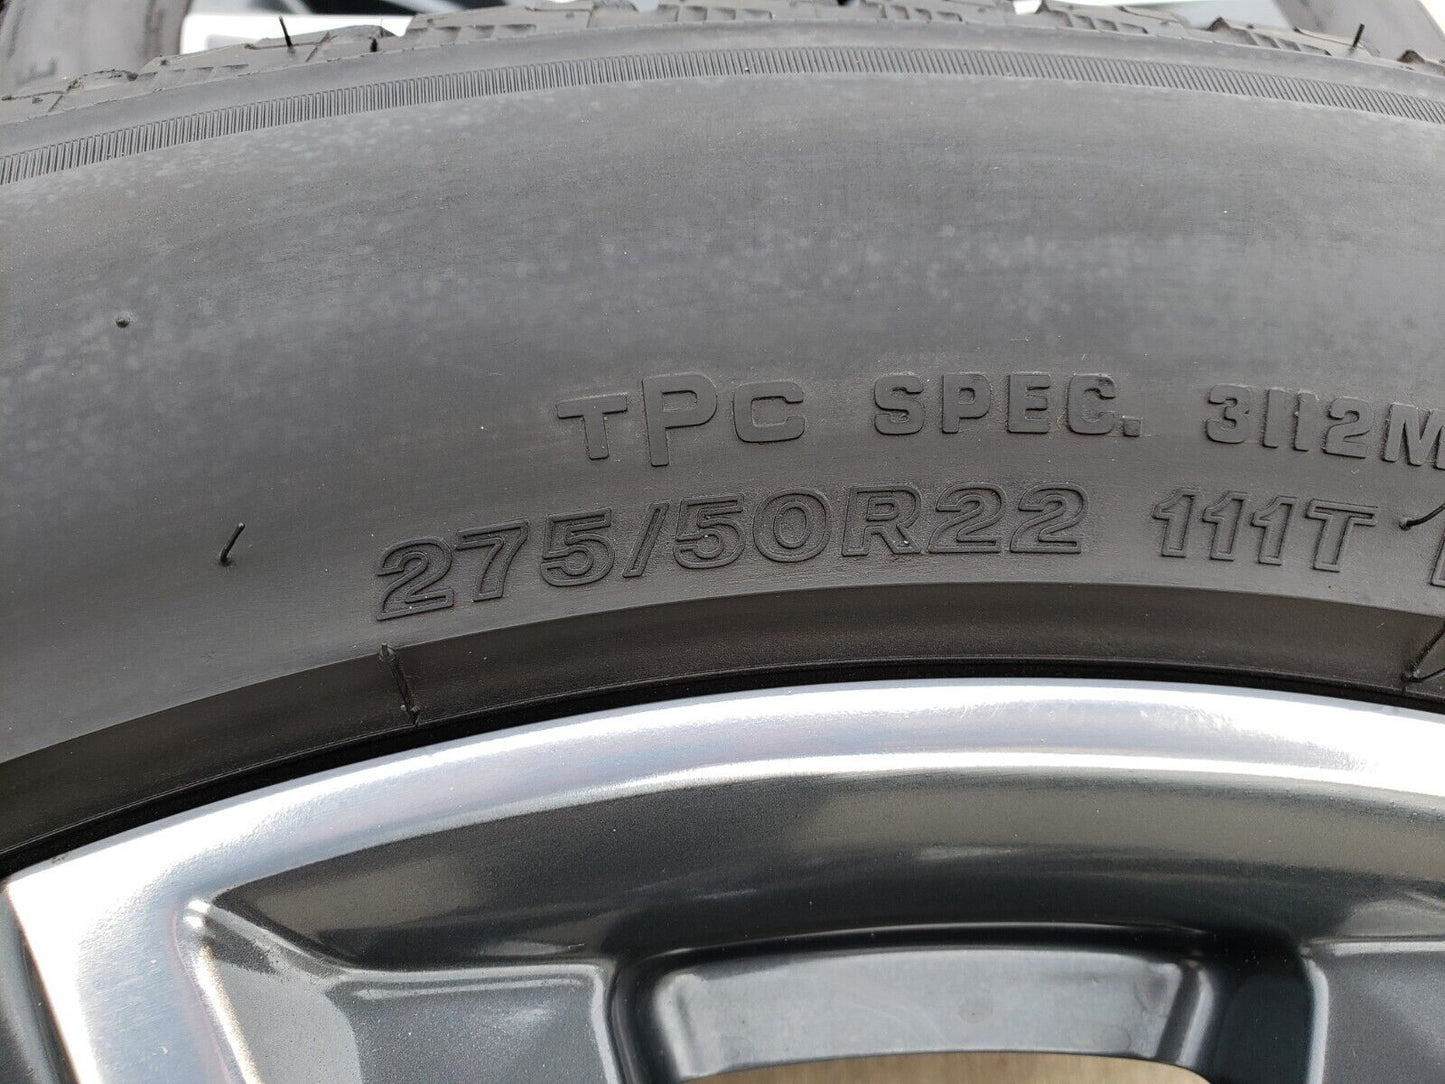 TPC SPEC. 3112M
275/50R22 111T